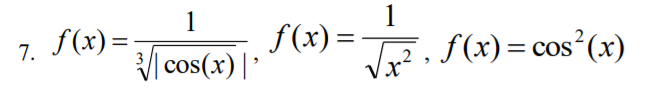 7. f(x) = 1/∛|cos(x)|, f(x) = 1/√x², f(x) = cos²(x)